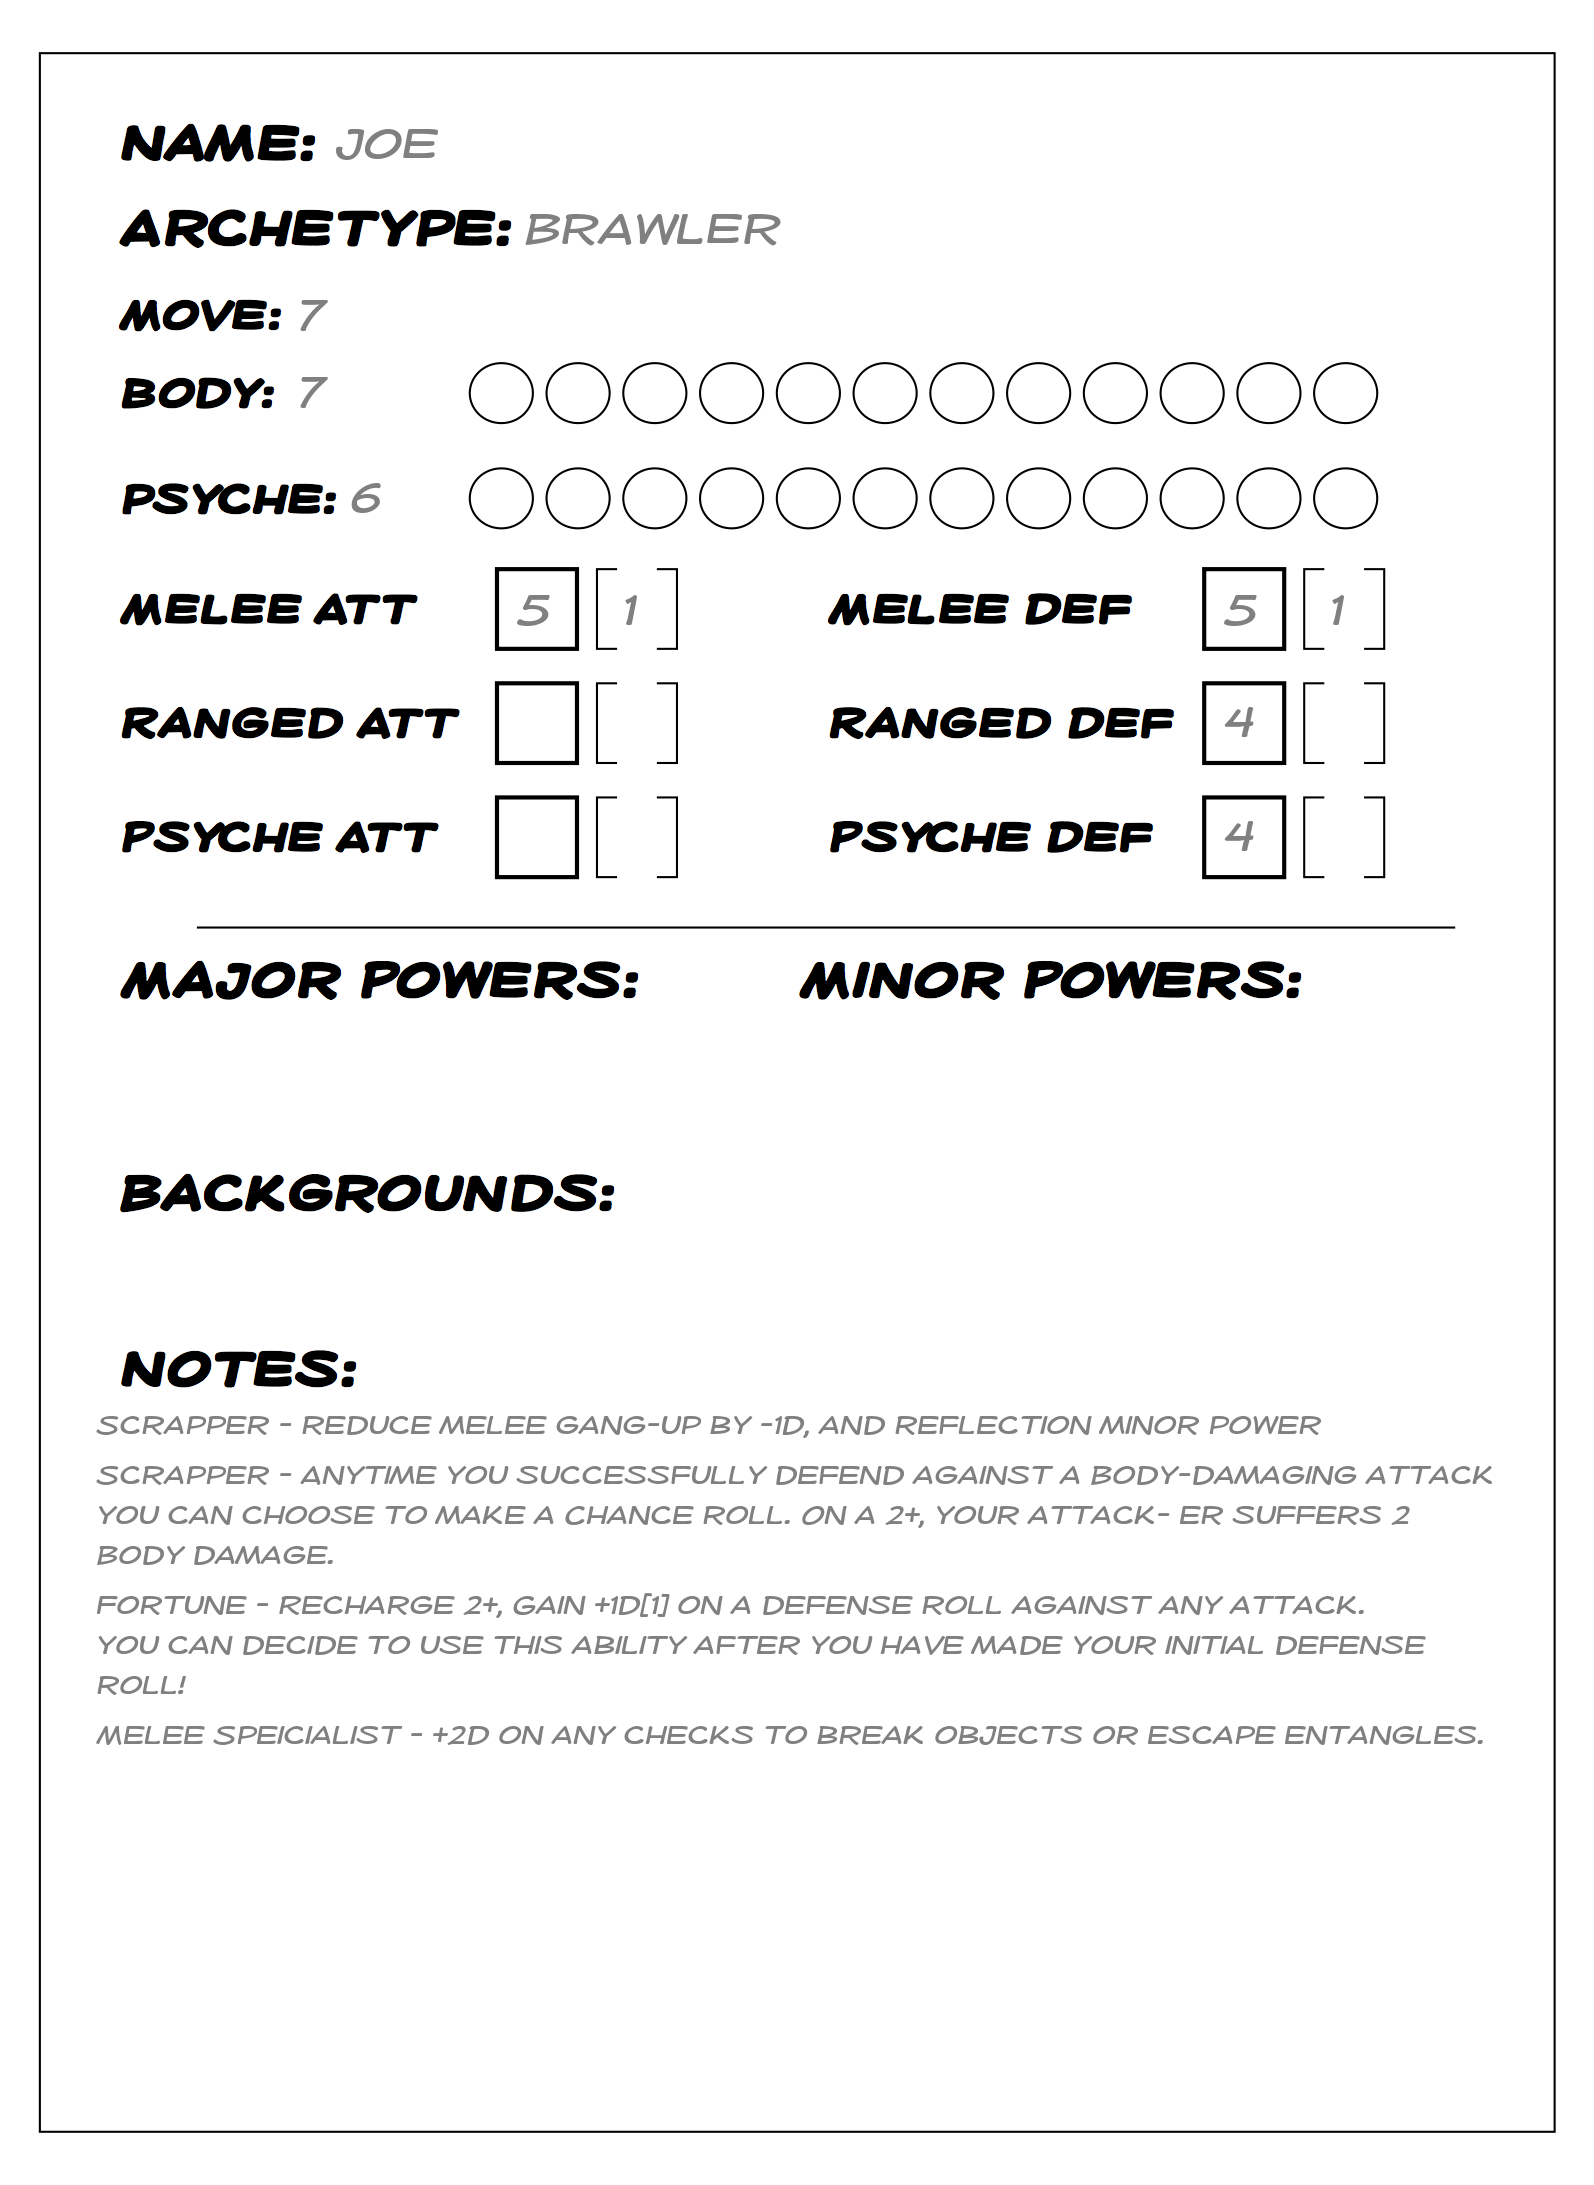 NAME: JOE
ARCHETYPE: BRAWLER
MOVE: 7
BODY: 7
PSYCHE: 6
MELEE ATT 5 [1] MELEE DEF 5 [1]
RANGED ATT [ ] RANGED DEF 4 [ ]
PSYCHE ATT [ ] PSYCHE DEF 4 [ ]
MAJOR POWERS: MINOR POWERS:
BACKGROUNDS:
NOTES:
SCRAPPER - REDUCE MELEE GANG-UP BY -1D, AND REFLECTION MINOR POWER
SCRAPPER - ANYTIME YOU SUCCESSFULLY DEFEND AGAINST A BODY-DAMAGING ATTACK
YOU CAN CHOOSE TO MAKE A CHANCE ROLL. ON A 2+, YOUR ATTACK- ER SUFFERS 2
BODY DAMAGE.
FORTUNE - RECHARGE 2+, GAIN +1D[1] ON A DEFENSE ROLL AGAINST ANY ATTACK.
YOU CAN DECIDE TO USE THIS ABILITY AFTER YOU HAVE MADE YOUR INITIAL DEFENSE
ROLL!
MELEE SPEICIALIST - +2D ON ANY CHECKS TO BREAK OBJECTS OR ESCAPE ENTANGLES.